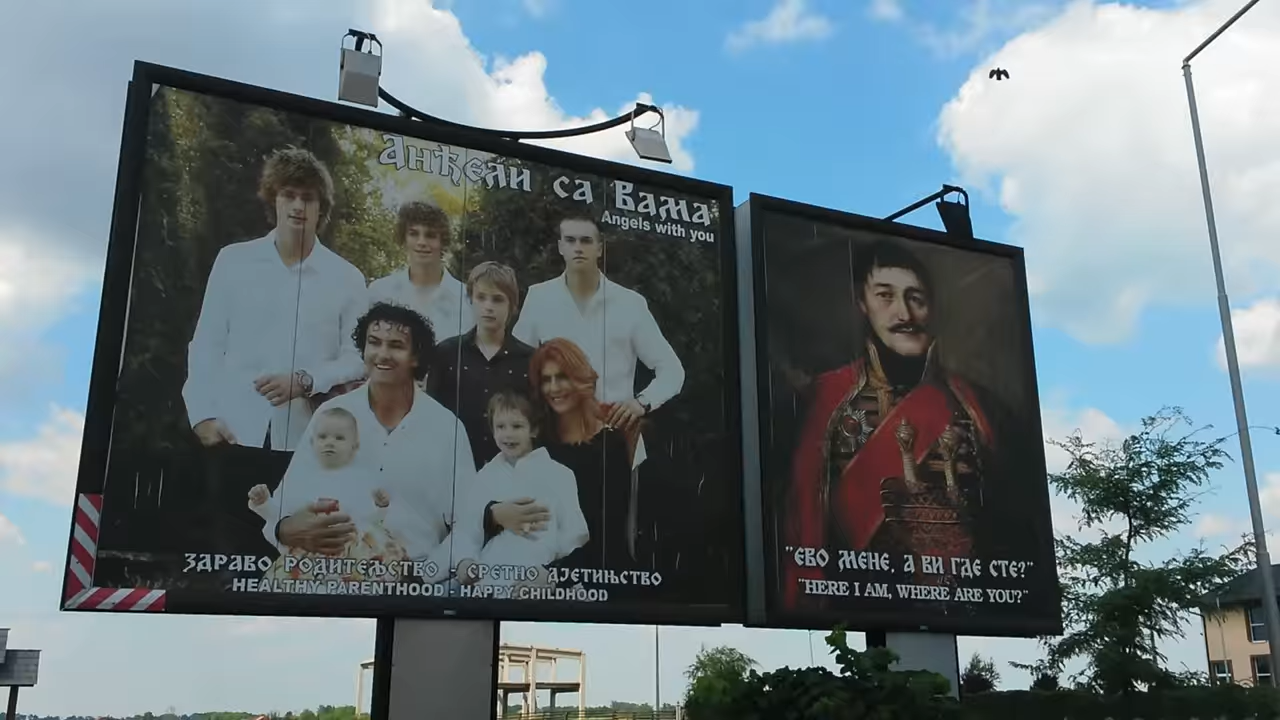 Анђели са Вама
Angels with you
ЗДРАВО РОДИТЕЉСТВО - СРЕТНО ДЈЕТИЊСТВО
HEALTHY PARENTHOOD - HAPPY CHILDHOOD
"ЕВО МЕНЕ, А ВИ ГДЕ СТЕ?"
"HERE I AM, WHERE ARE YOU?"